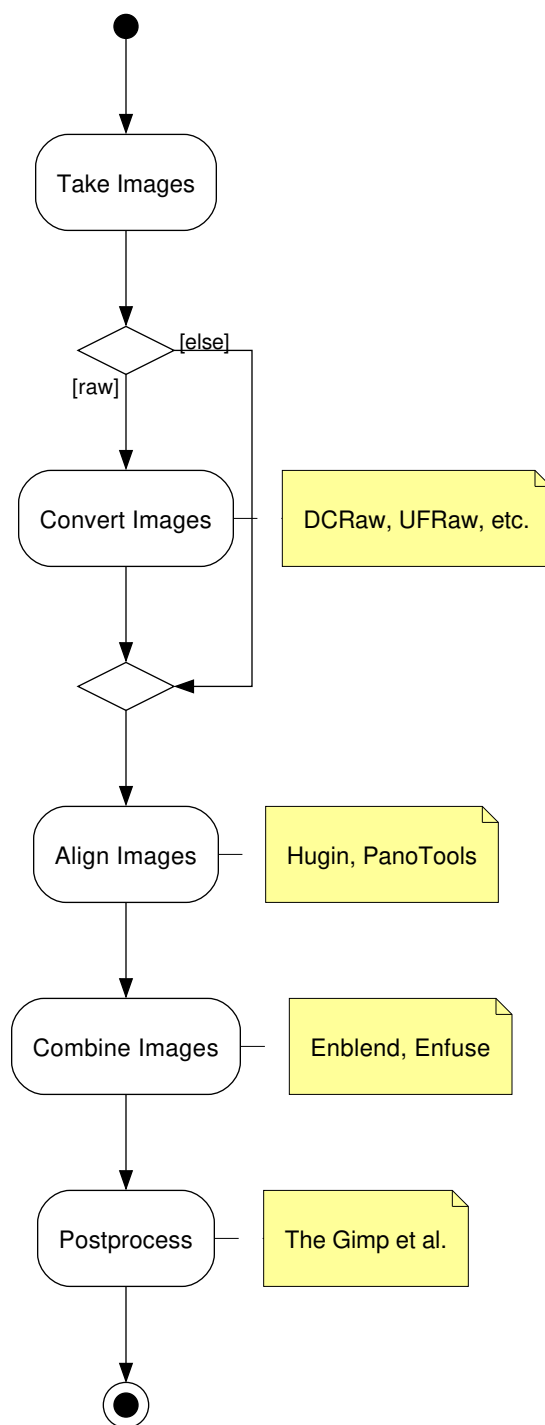 Take Images
[else]
[raw]
Convert Images
DCRaw, UFRaw, etc.
Align Images
Hugin, PanoTools
Combine Images
Enblend, Enfuse
Postprocess
The Gimp et al.